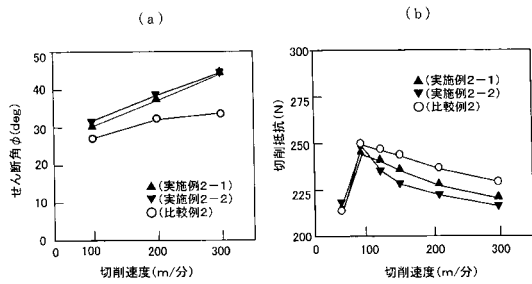 (a)
50
40
30
20
10
0
せん断角φ(deg)
(実施例2-1)
(実施例2-2)
(比較例2)
0
100
200
300
切削速度(m/分)
(b)
300
250
225
200
切削抵抗(N)
(実施例2-1)
(実施例2-2)
(比較例2)
0
100
200
300
切削速度(m/分)